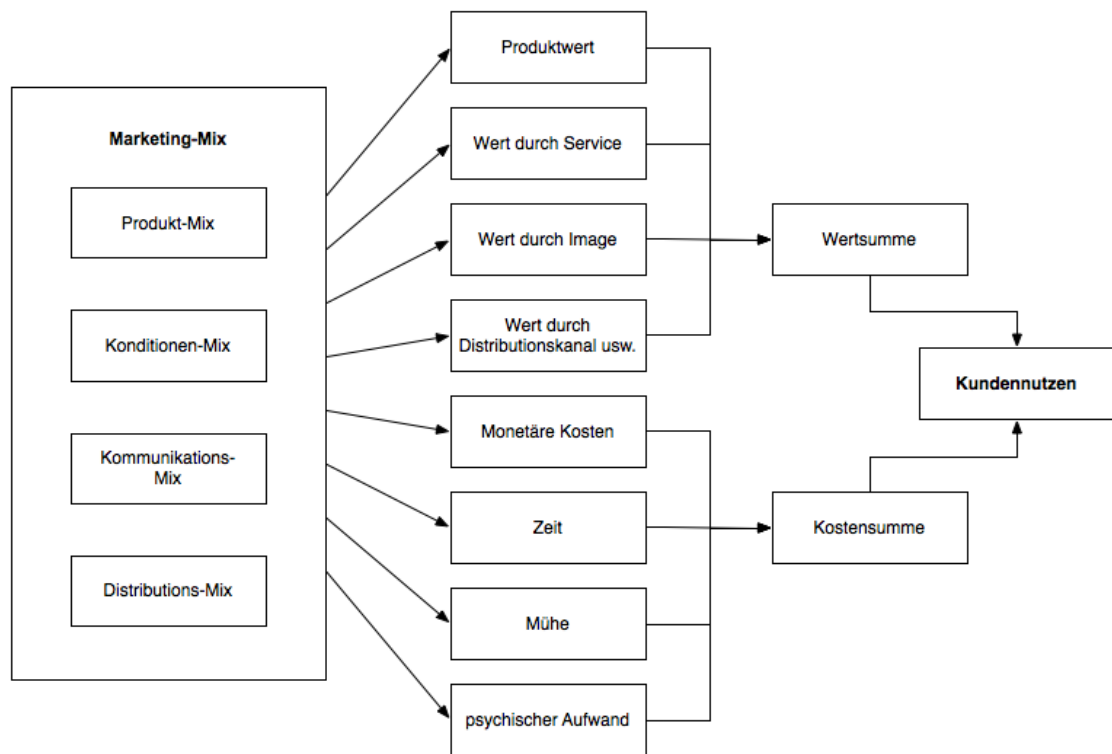 Marketing-Mix
Produkt-Mix
Konditionen-Mix
Kommunikations-
Mix
Distributions-Mix
Produktwert
Wert durch Service
Wert durch Image
Wert durch
Distributionskanal usw.
Monetäre Kosten
Zeit
Mühe
psychischer Aufwand
Wertsumme
Kostensumme
Kundennutzen